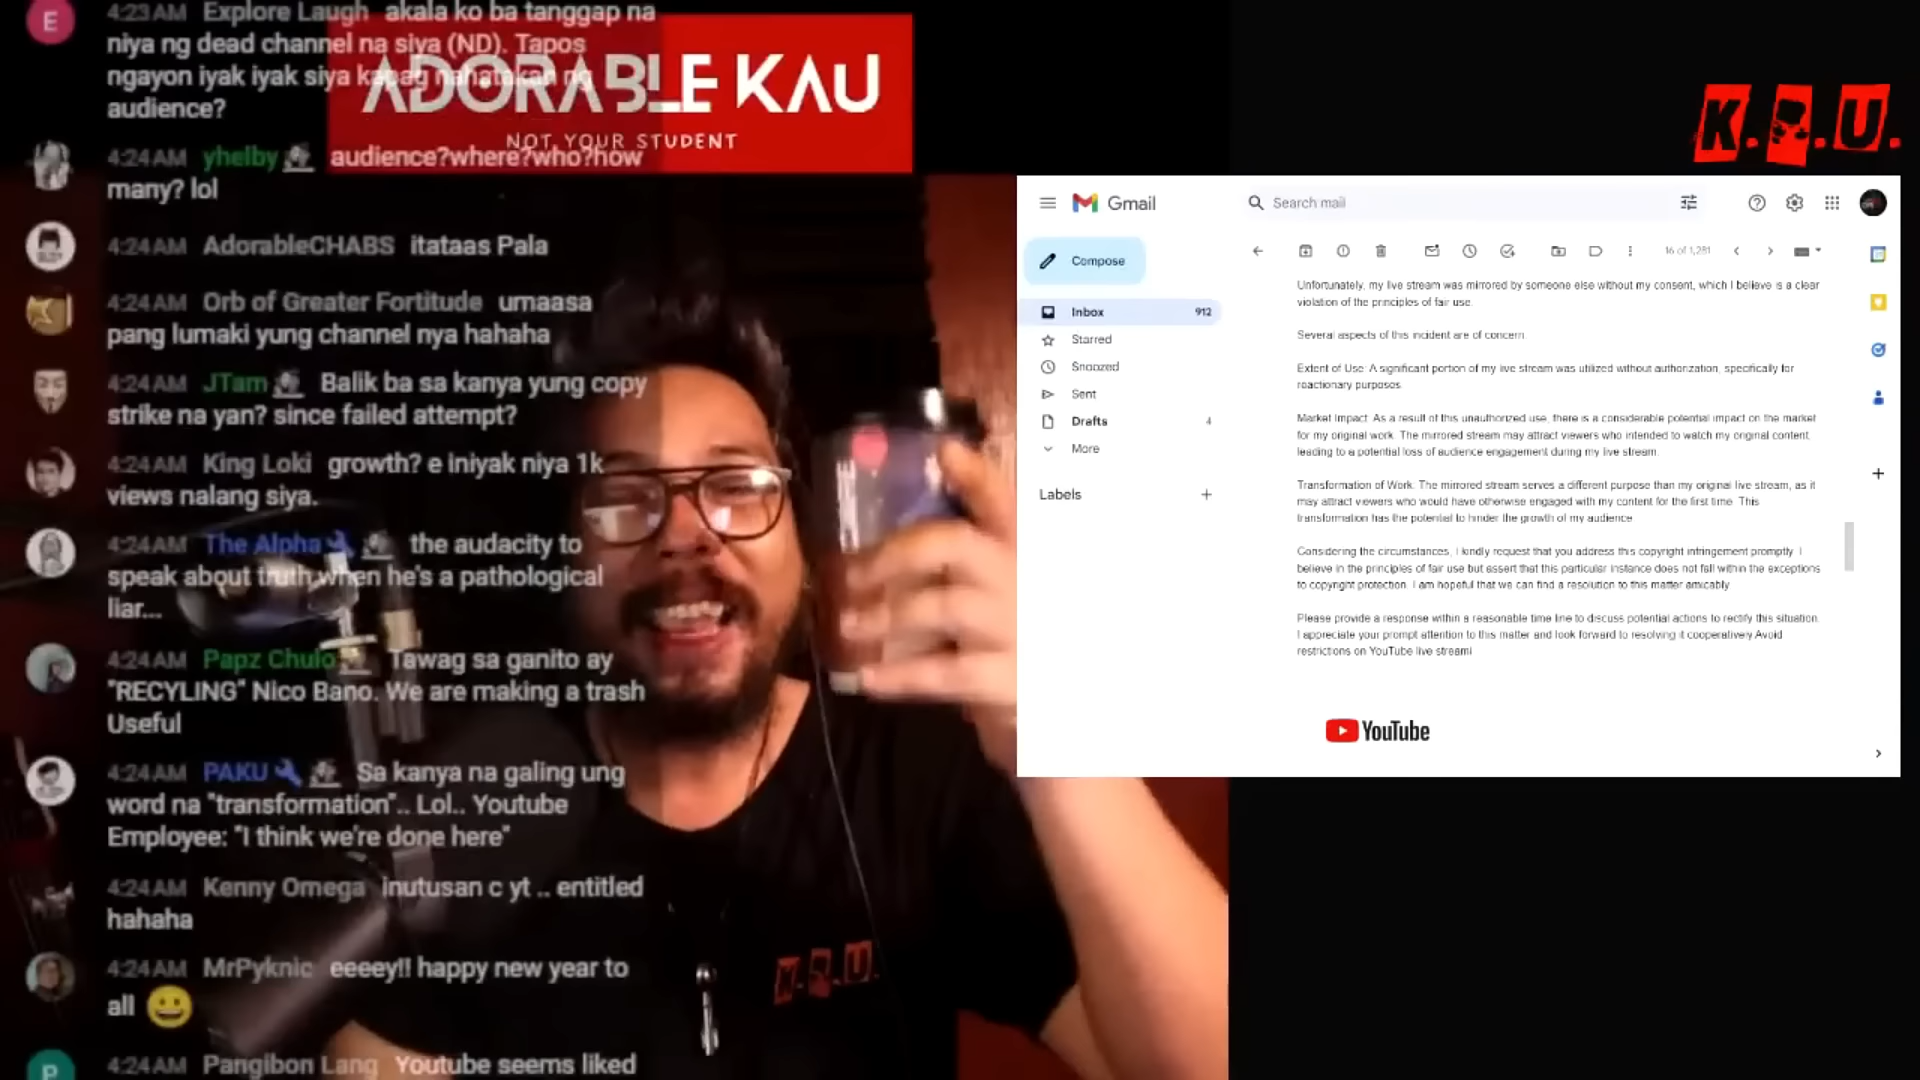 E
4:23 AM Explore Laugh akala ko ba tanggap na
niya ng dead channel na siya (ND). Tapos
ngayon iyak iyak siya kapag nahatakan ng
audience?
ADORABLE KAU
NOT YOUR STUDENT
4:24 AM yhelby audience?where?who?how
many? lol
4:24 AM AdorableCHABS itataas Pala
4:24 AM Orb of Greater Fortitude umaasa
pang lumaki yung channel nya hahaha
4:24 AM JTam Balik ba sa kanya yung copy
strike na yan? since failed attempt?
4:24 AM King Loki growth? e iniyak niya 1k
views nalang siya.
4:24 AM The Alpha the audacity to
speak about truth when he's a pathological
liar...
4:24 AM Papz Chulo Tawag sa ganito ay
"RECYLING" Nico Bano. We are making a trash
Useful
4:24 AM PAKU Sa kanya na galing ung
word na "transformation".. Lol.. Youtube
Employee: "I think we're done here"
4:24 AM Kenny Omega inutusan c yt .. entitled
hahaha
4:24 AM MrPyknic eeeey!! happy new year to
all
P
4:24 AM Pangibon Lang Youtube seems liked
K. .U.
K. .U.
Gmail
Search mail
Compose
16 of 1,281
Inbox 912
Starred
Snoozed
Sent
Drafts 4
More
Labels
Unfortunately, my live stream was mirrored by someone else without my consent, which I believe is a clear
violation of the principles of fair use.
Several aspects of this incident are of concern
Extent of Use: A significant portion of my live stream was utilized without authorization, specifically for
reactionary purposes.
Market Impact: As a result of this unauthorized use, there is a considerable potential impact on the market
for my original work. The mirrored stream may attract viewers who intended to watch my original content
leading to a potential loss of audience engagement during my live stream.
Transformation of Work: The mirrored stream serves a different purpose than my original live stream, as it
may attract viewers who would have otherwise engaged with my content for the first time. This
transformation has the potential to hinder the growth of my audience
Considering the circumstances, I kindly request that you address this copyright infringement promptly. I
believe in the principles of fair use but assert that this particular instance does not fall within the exceptions
to copyright protection. I am hopeful that we can find a resolution to this matter amicably
Please provide a response within a reasonable time line to discuss potential actions to rectify this situation.
I appreciate your prompt attention to this matter and look forward to resolving it cooperatively Avoid
restrictions on YouTube live stream!
YouTube